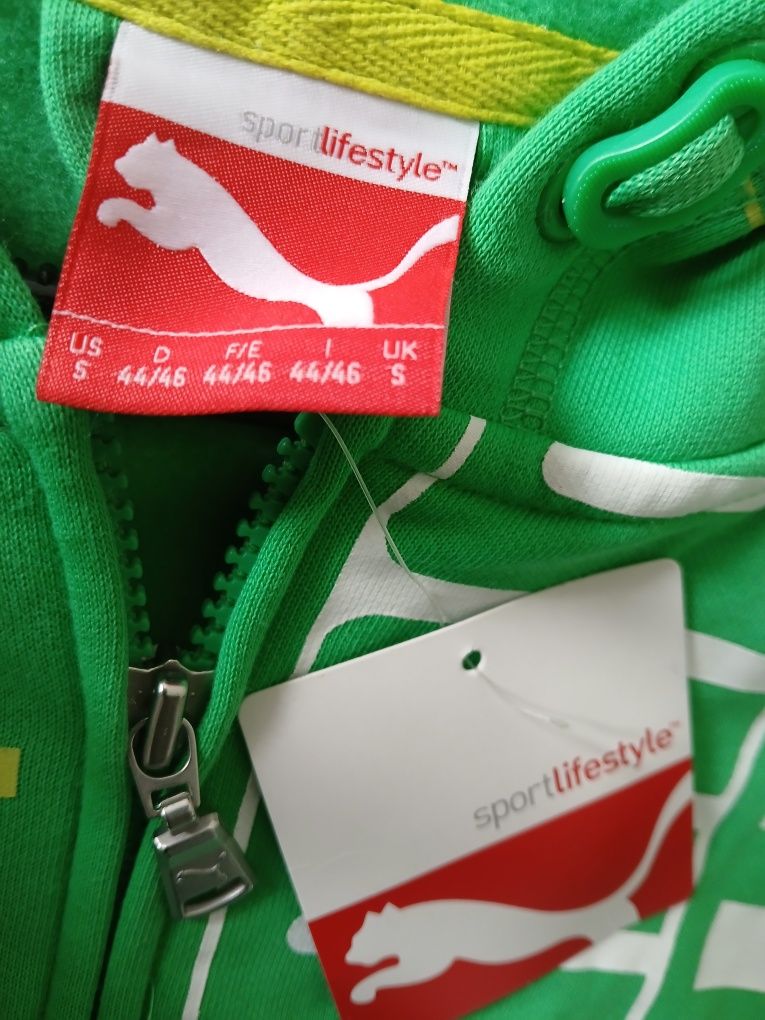 sportlifestyle™
US D F/E I UK
S 44/46 44/46 44/46 S
sportlifestyle™